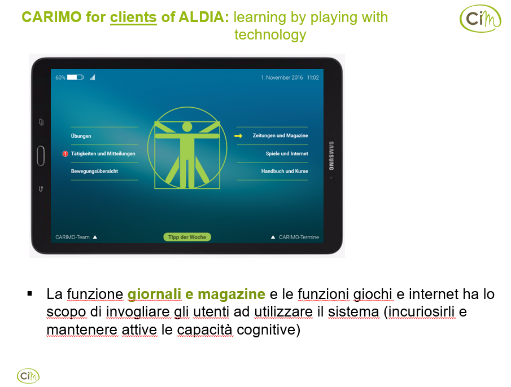 CARIMO for clients of ALDIA: learning by playing with
technology
Cim
63%
1. November 2016 11:02
Übungen
Zeitungen und Magazine
Tätigkeiten und Mitteilungen
Spiele und Internet
Bewegungsübersicht
Handbuch und Kurse
SAMSUNG
CARIMO-Team
Tipp der Woche
CARIMO-Termine
La funzione giornali e magazine e le funzioni giochi e internet ha lo
scopo di invogliare gli utenti ad utilizzare il sistema (incuriosirli e
mantenere attive le capacità cognitive)
Cim